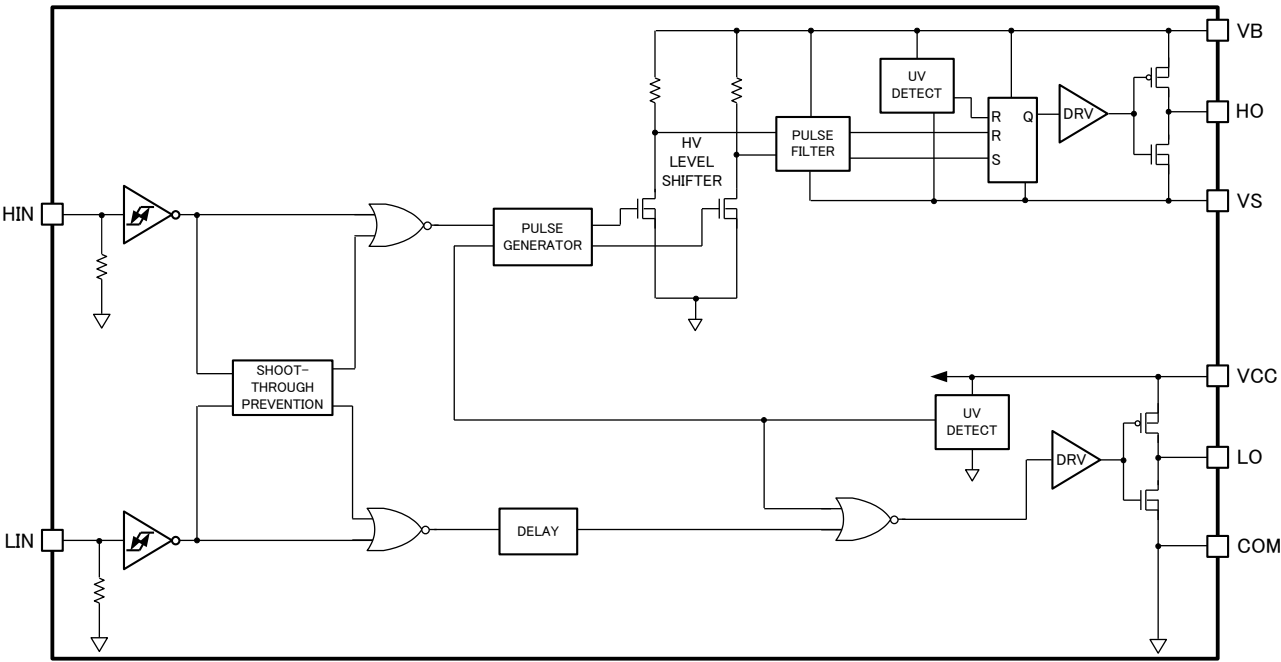 VB
UV
DETECT
HO
R
Q
DRV
PULSE
FILTER
R
S
HV
LEVEL
SHIFTER
VS
HIN
PULSE
GENERATOR
SHOOT-
THROUGH
PREVENTION
VCC
UV
DETECT
LO
DRV
LIN
DELAY
COM